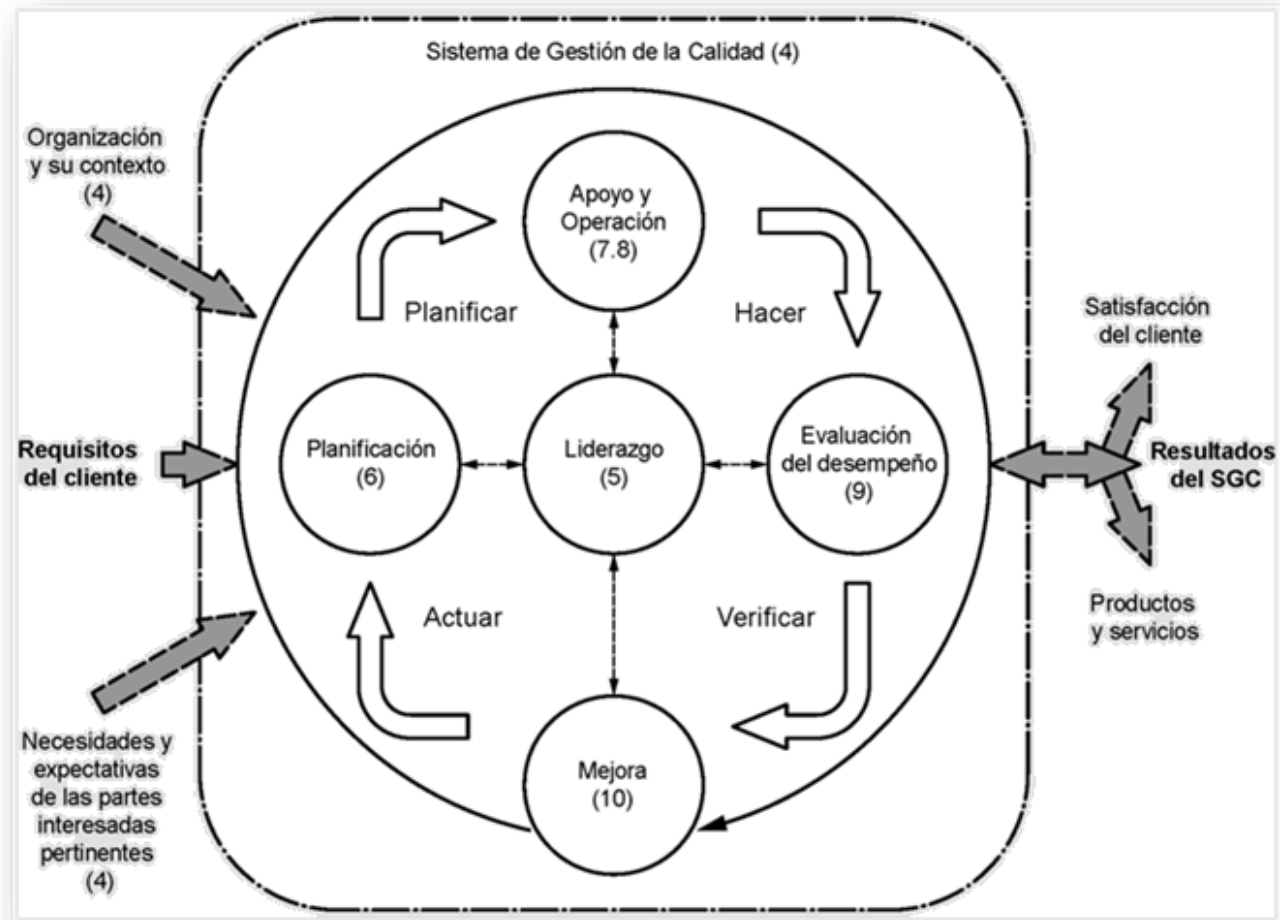 Sistema de Gestión de la Calidad (4)
Organización
y su contexto
(4)
Apoyo y
Operación
(7.8)
Planificar
Hacer
Satisfacción
del cliente
Requisitos
del cliente
Planificación
(6)
Liderazgo
(5)
Evaluación
del desempeño
(9)
Resultados
del SGC
Actuar
Verificar
Productos
y servicios
Necesidades y
expectativas
de las partes
interesadas
pertinentes
(4)
Mejora
(10)